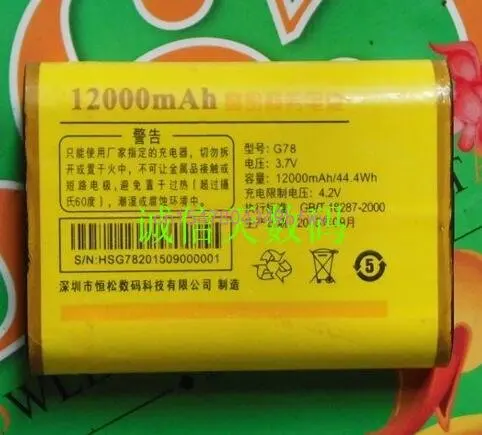 12000mAh
警告
只能使用厂家指定的充电器，切勿拆
开或置于火中，不可让金属品接触或
短路电极，避免置于过热（超过摄
氏60度），潮湿或腐蚀环境中。
S/N:HSG78201509000001
深圳市恒松数码科技有限公司 制造
型号: G78
电压: 3.7V
容量: 12000mAh/44.4Wh
充电限制电压: 4.2V
GB/T 18287-2000
诚信天数码
5